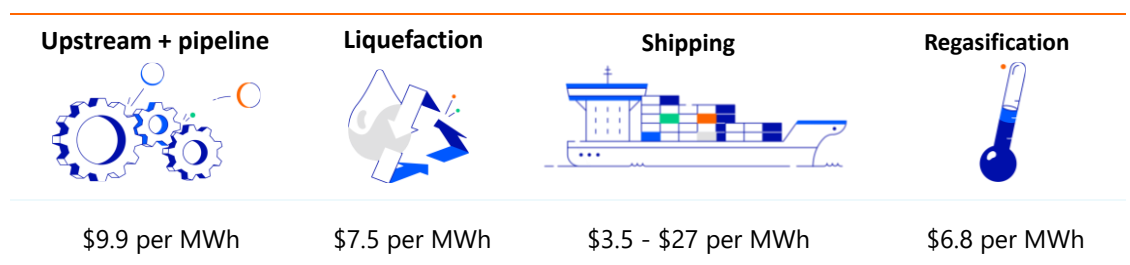 Upstream + pipeline
Liquefaction
Shipping
Regasification
$9.9 per MWh
$7.5 per MWh
$3.5 - $27 per MWh
$6.8 per MWh